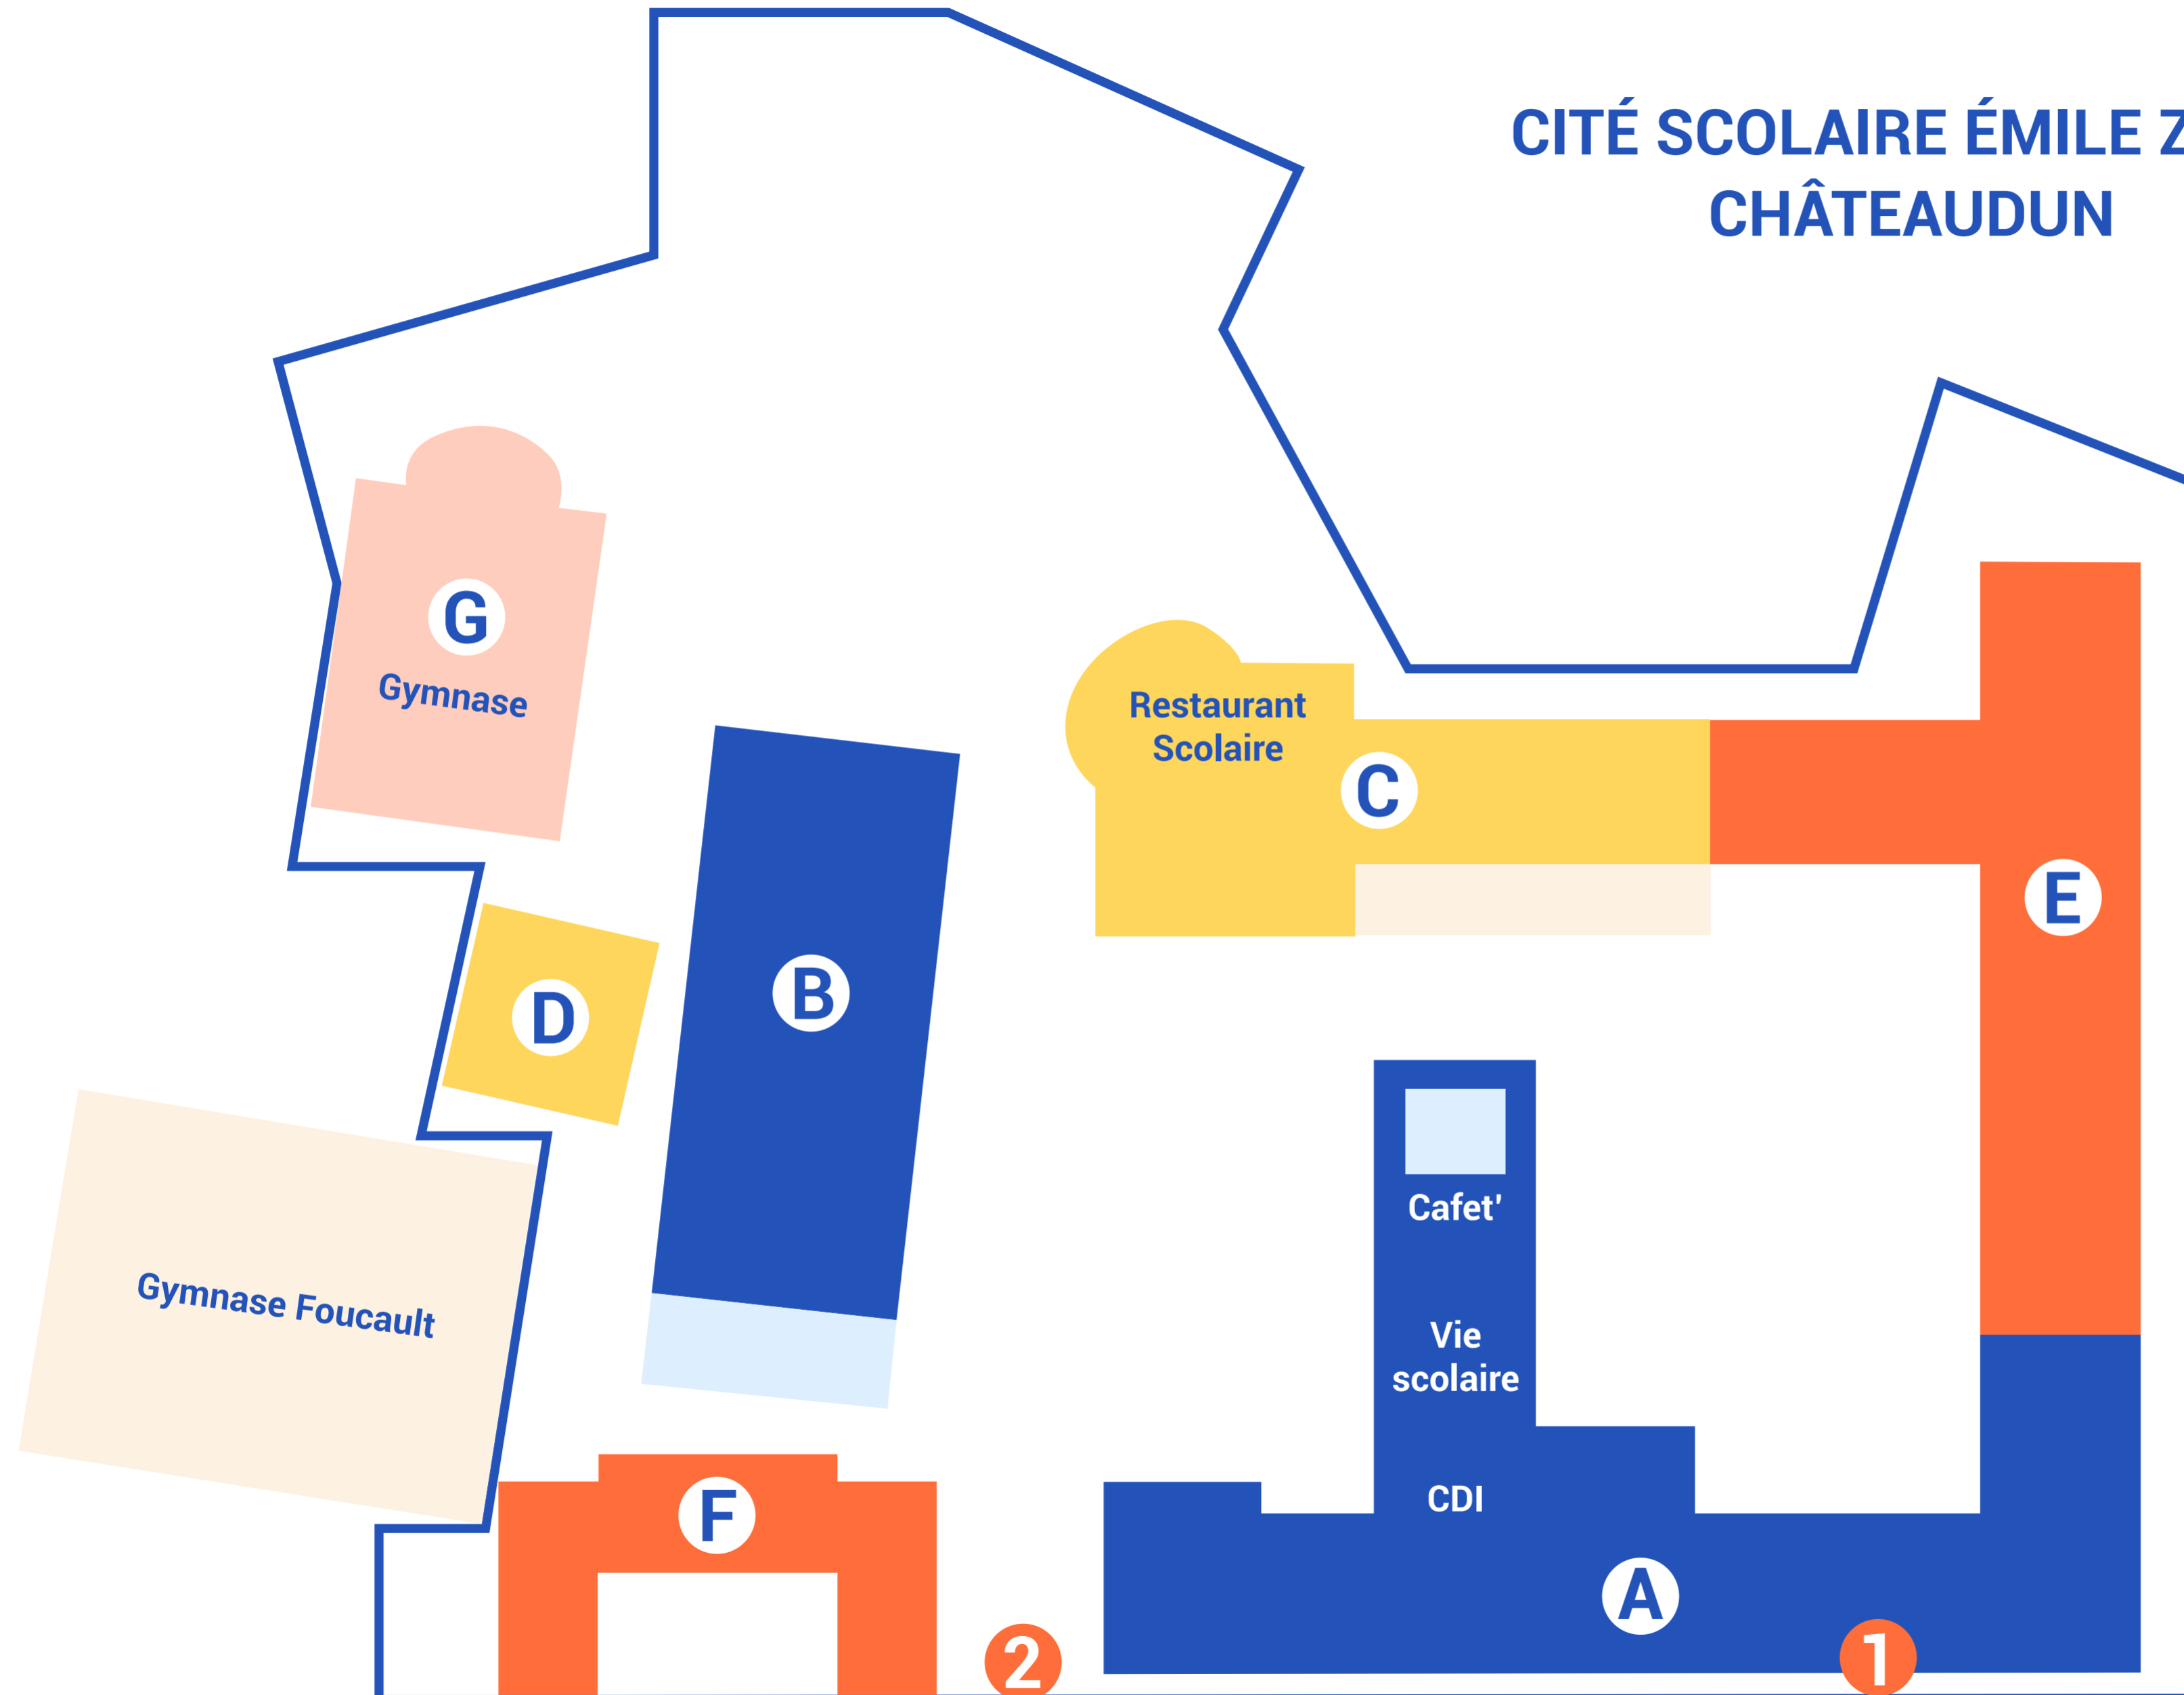 CITÉ SCOLAIRE ÉMILE
CHÂTEAUDUN
G
Gymnase
Restaurant
Scolaire
C
E
B
D
Cafet'
Gymnase Foucault
Vie
scolaire
CDI
F
A
2
1